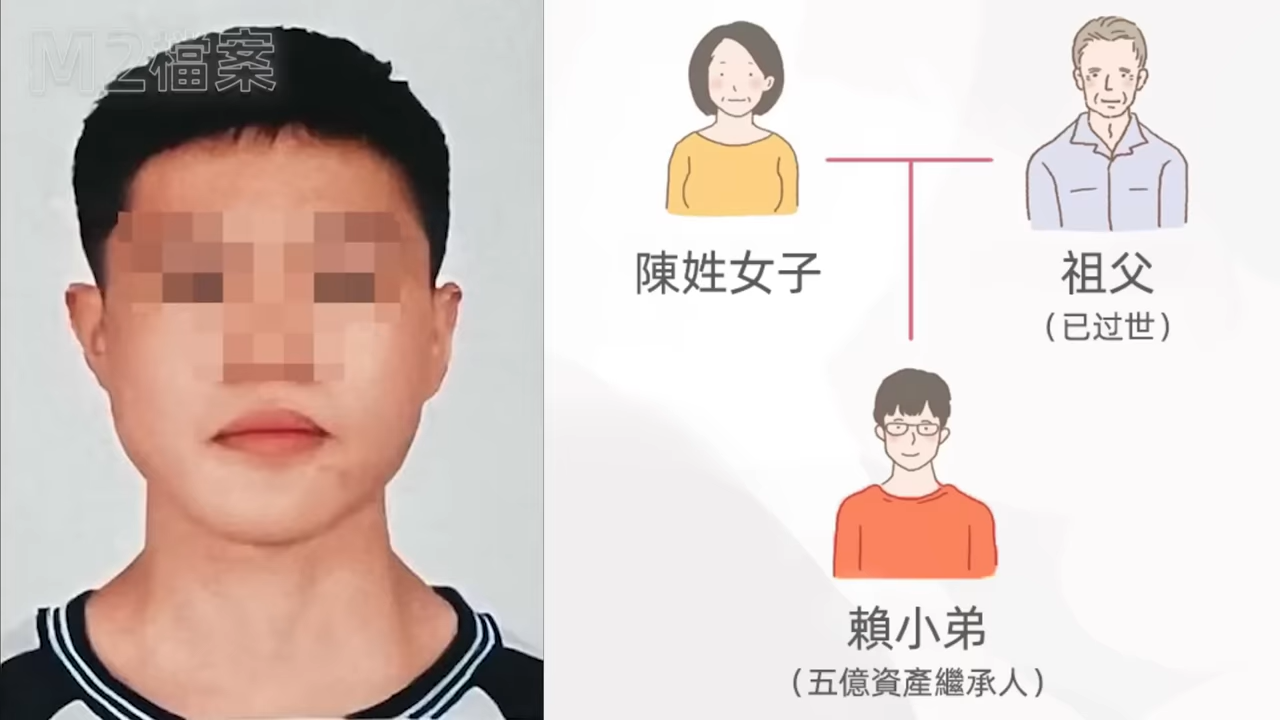 M2檔案
陳姓女子
祖父
（已过世）
賴小弟
（五億資產繼承人）